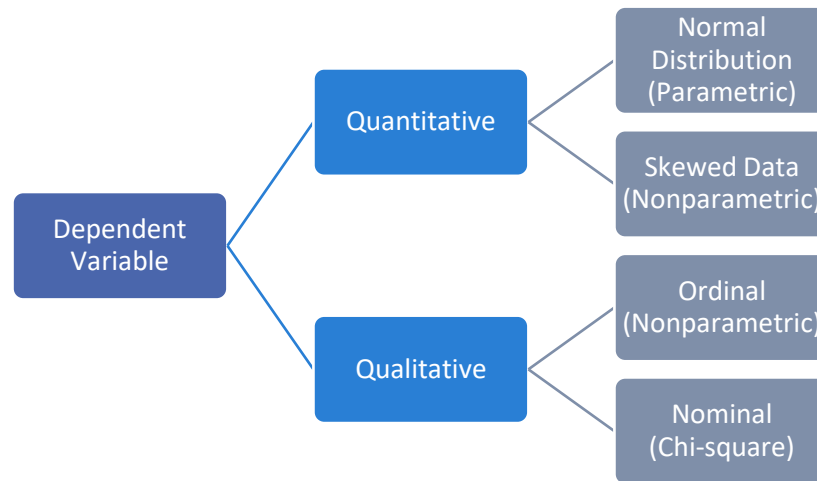 Dependent
Variable
Quantitative
Normal
Distribution
(Parametric)
Skewed Data
(Nonparametric)
Qualitative
Ordinal
(Nonparametric)
Nominal
(Chi-square)